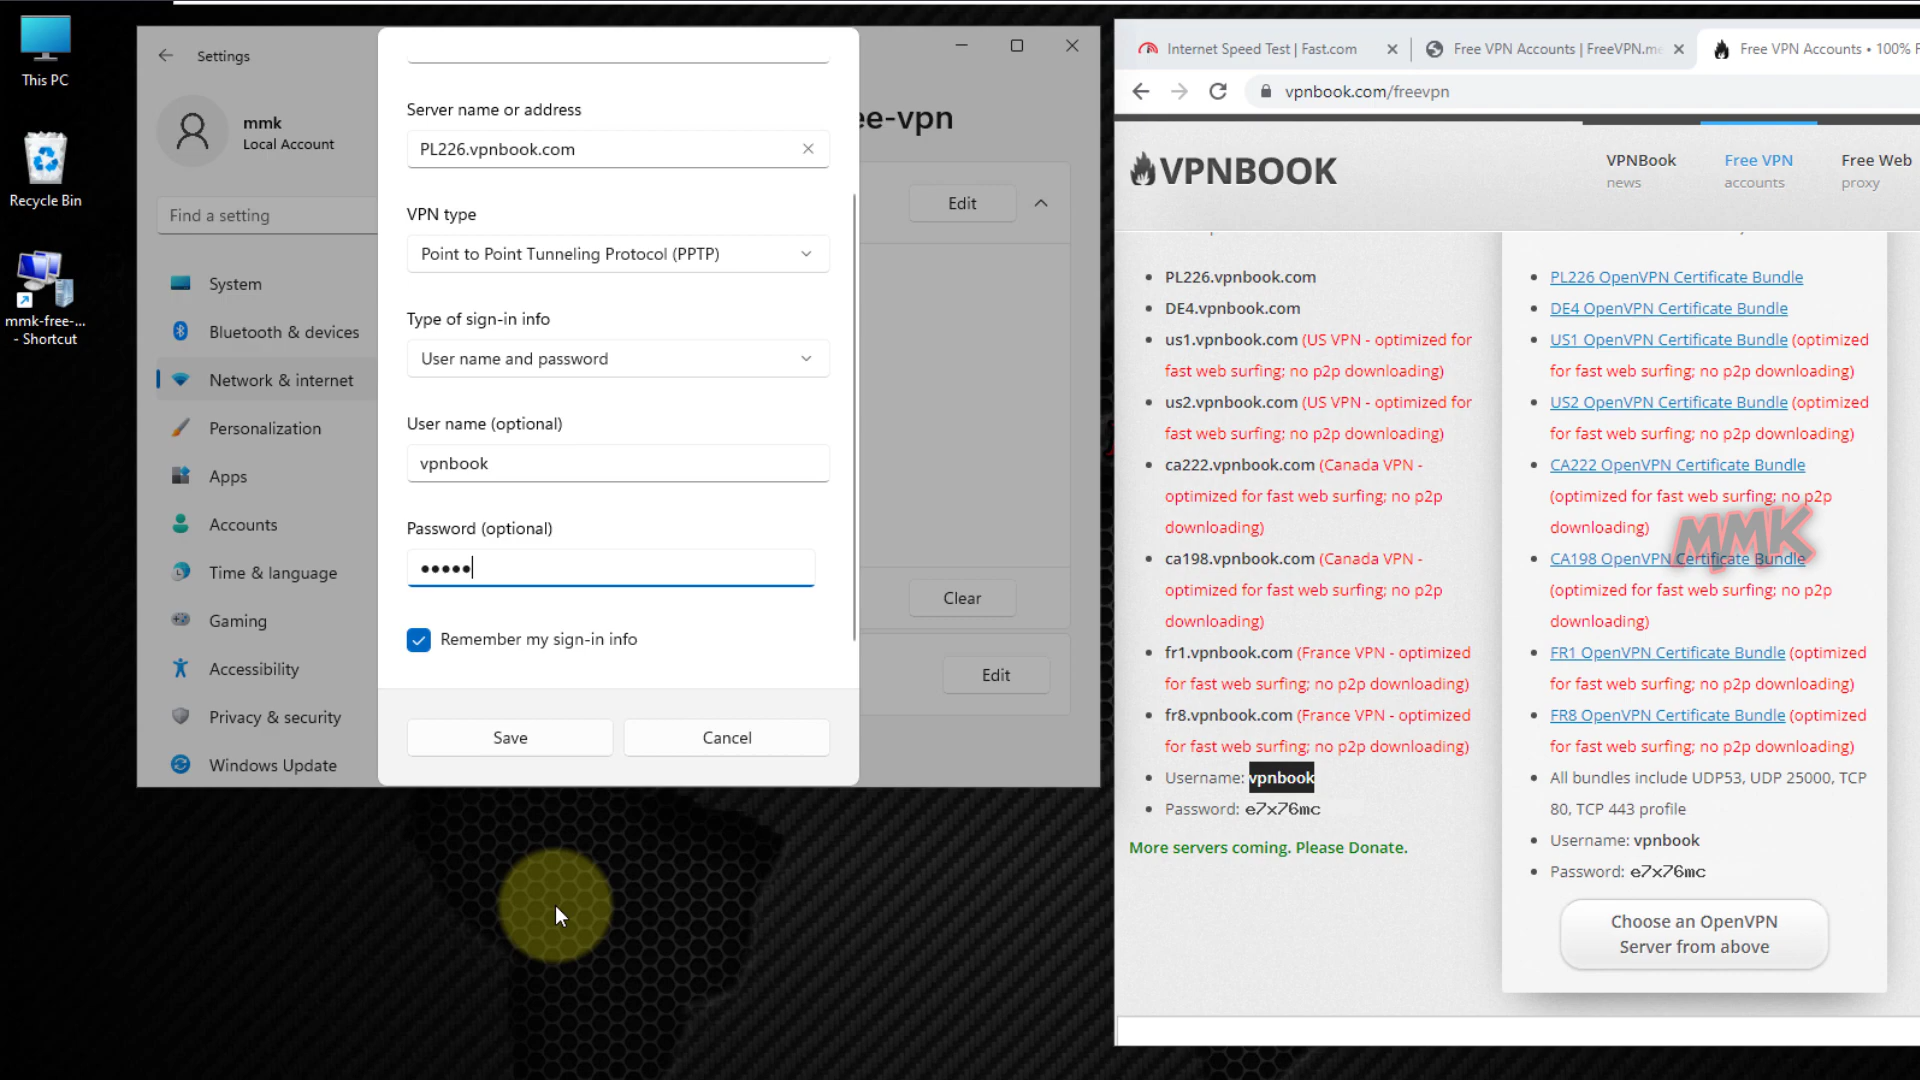 This PC
Recycle Bin
mmk-free-...
- Shortcut
Settings
mmk
Local Account
Find a setting
System
Bluetooth & devices
Network & internet
Personalization
Apps
Accounts
Time & language
Gaming
Accessibility
Privacy & security
Windows Update
ee-vpn
Edit
Clear
Edit
Server name or address
PL226.vpnbook.com
VPN type
Point to Point Tunneling Protocol (PPTP)
Type of sign-in info
User name and password
User name (optional)
vpnbook
Password (optional)
•••••
Remember my sign-in info
Save
Cancel
Internet Speed Test | Fast.com
Free VPN Accounts | FreeVPN.me
Free VPN Accounts • 100% F
vpnbook.com/freevpn
VPNBOOK
VPNBook
news
Free VPN
accounts
Free Web
proxy
• PL226.vpnbook.com
• DE4.vpnbook.com
• us1.vpnbook.com (US VPN - optimized for
fast web surfing; no p2p downloading)
• us2.vpnbook.com (US VPN - optimized for
fast web surfing; no p2p downloading)
• ca222.vpnbook.com (Canada VPN -
optimized for fast web surfing; no p2p
downloading)
• ca198.vpnbook.com (Canada VPN -
optimized for fast web surfing; no p2p
downloading)
• fr1.vpnbook.com (France VPN - optimized
for fast web surfing; no p2p downloading)
• fr8.vpnbook.com (France VPN - optimized
for fast web surfing; no p2p downloading)
• Username: vpnbook
• Password: e7x76mc
More servers coming. Please Donate.
• PL226 OpenVPN Certificate Bundle
• DE4 OpenVPN Certificate Bundle
• US1 OpenVPN Certificate Bundle (optimized
for fast web surfing; no p2p downloading)
• US2 OpenVPN Certificate Bundle (optimized
for fast web surfing; no p2p downloading)
• CA222 OpenVPN Certificate Bundle
(optimized for fast web surfing; no p2p
downloading)
MMK
• CA198 OpenVPN Certificate Bundle
(optimized for fast web surfing; no p2p
downloading)
• FR1 OpenVPN Certificate Bundle (optimized
for fast web surfing; no p2p downloading)
• FR8 OpenVPN Certificate Bundle (optimized
for fast web surfing; no p2p downloading)
• All bundles include UDP53, UDP 25000, TCP
80, TCP 443 profile
• Username: vpnbook
• Password: e7x76mc
Choose an OpenVPN
Server from above